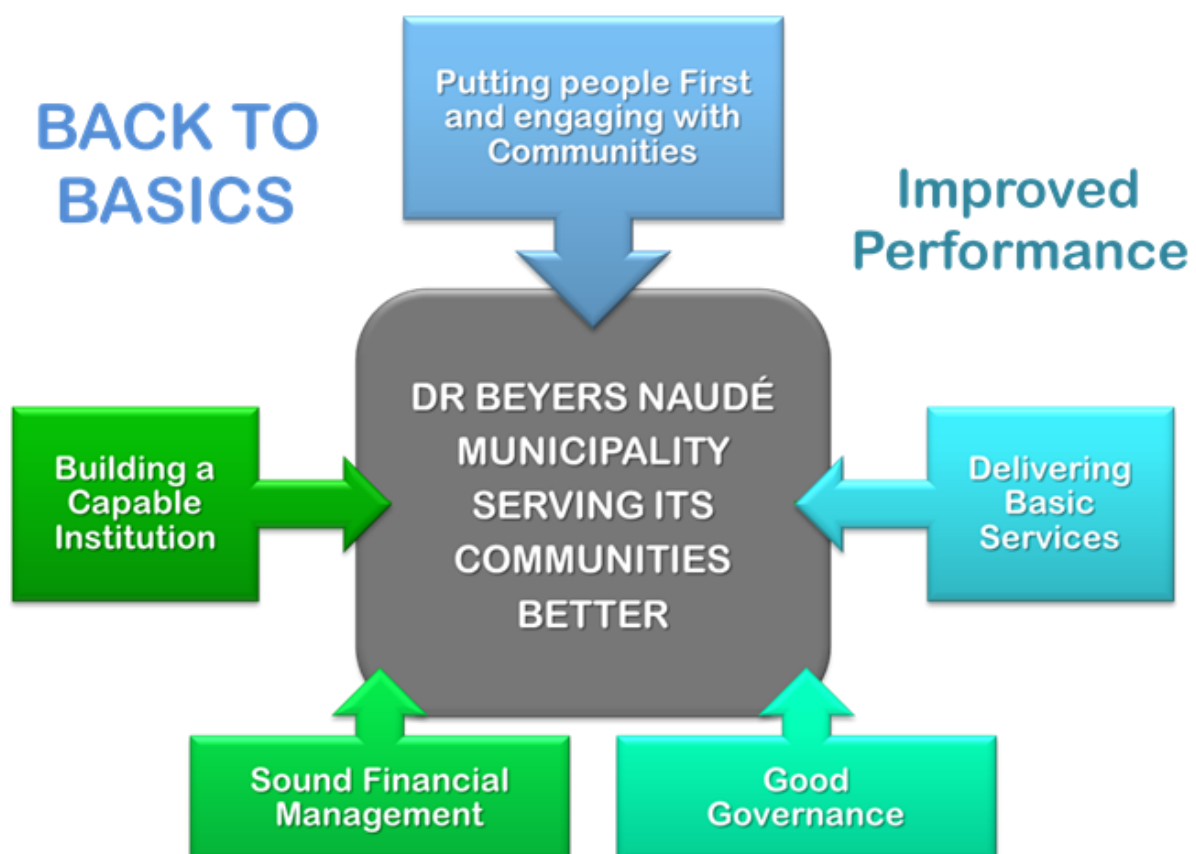 Putting people First
and engaging with
Communities
BACK TO
BASICS
Improved
Performance
DR BEYERS NAUDÉ
MUNICIPALITY
SERVING ITS
COMMUNITIES
BETTER
Building a
Capable
Institution
Delivering
Basic
Services
Sound Financial
Management
Good
Governance